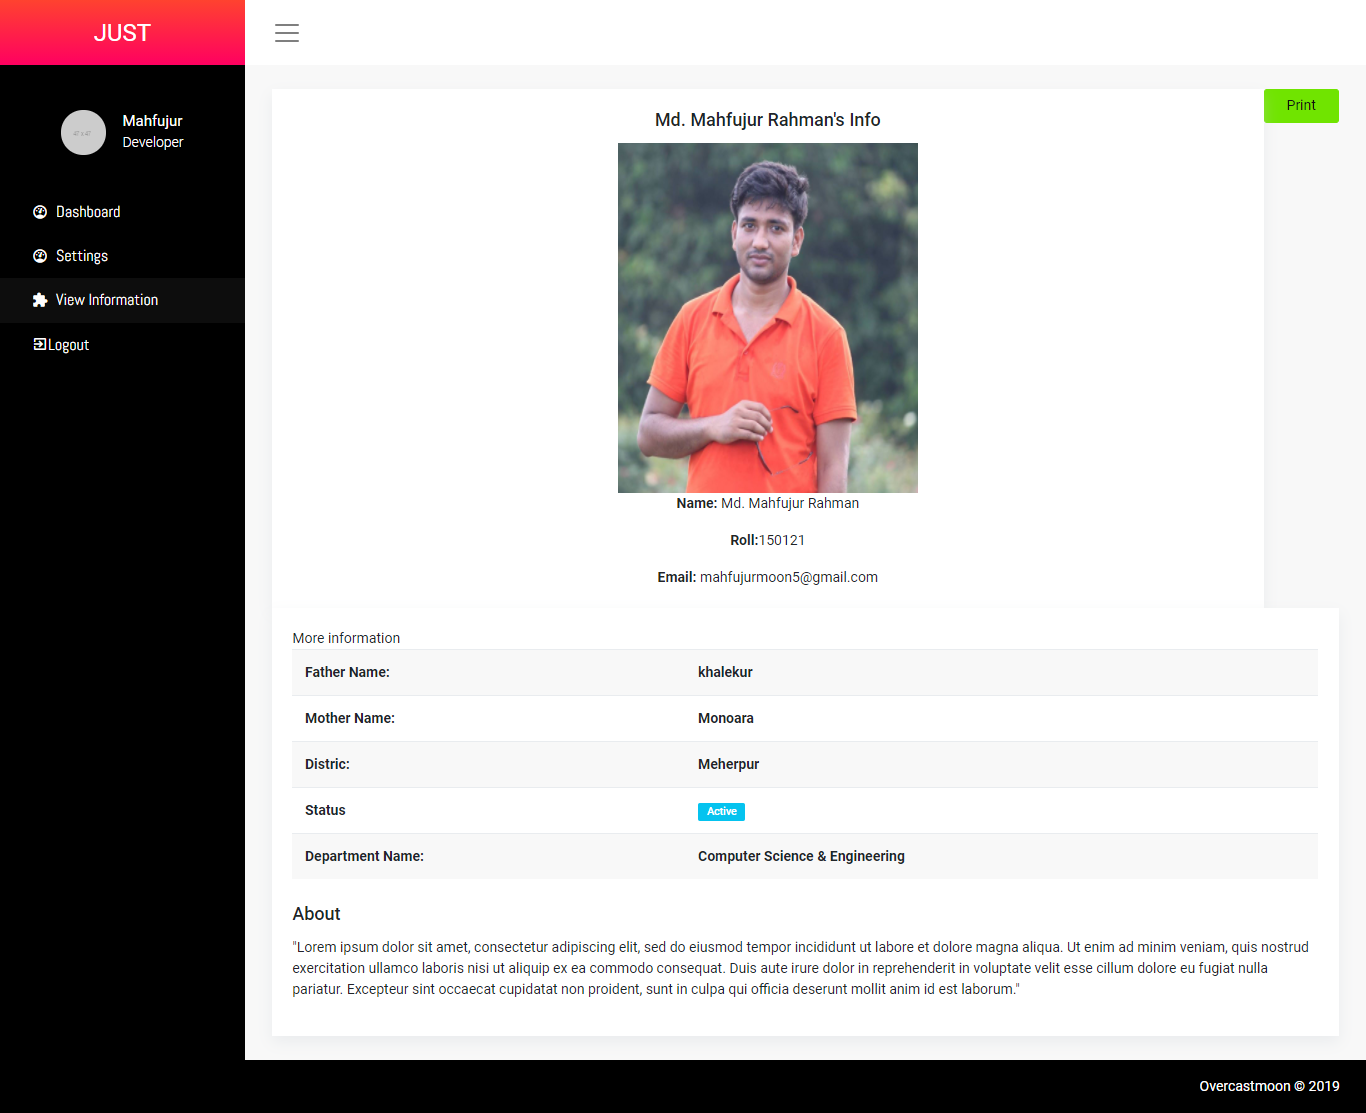 JUST
Mahfujur
Developer
Dashboard
Settings
View Information
Logout
Print
Md. Mahfujur Rahman's Info
Name: Md. Mahfujur Rahman
Roll:150121
Email: mahfujurmoon5@gmail.com
More information
Father Name: khalekur
Mother Name: Monoara
Distric: Meherpur
Status Active
Department Name: Computer Science & Engineering
About
"Lorem ipsum dolor sit amet, consectetur adipiscing elit, sed do eiusmod tempor incididunt ut labore et dolore magna aliqua. Ut enim ad minim veniam, quis nostrud
exercitation ullamco laboris nisi ut aliquip ex ea commodo consequat. Duis aute irure dolor in reprehenderit in voluptate velit esse cillum dolore eu fugiat nulla
pariatur. Excepteur sint occaecat cupidatat non proident, sunt in culpa qui officia deserunt mollit anim id est laborum."
Overcastmoon © 2019